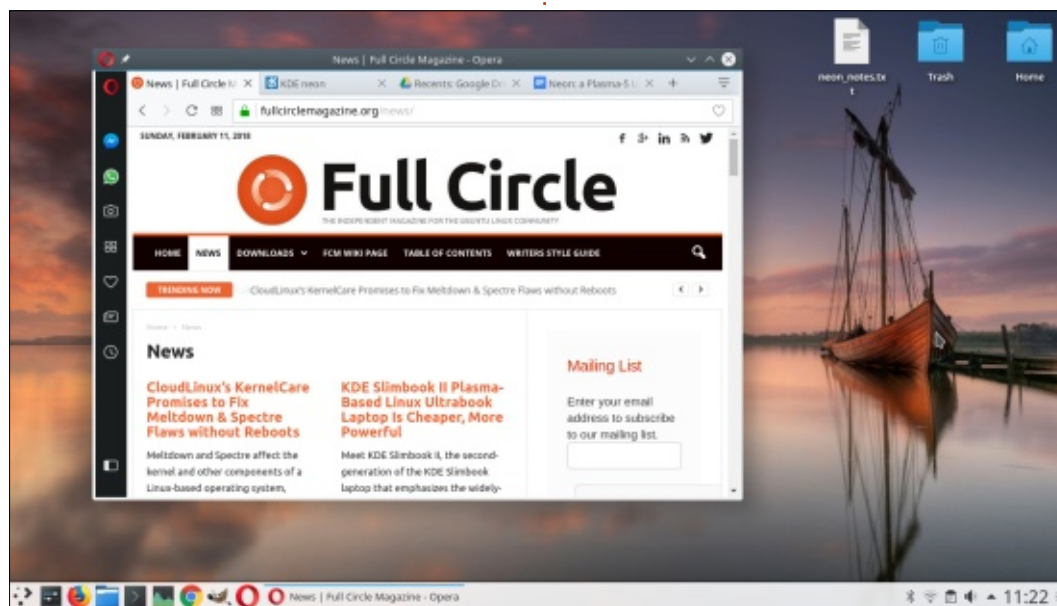 News | Full Circle Magazine - Opera
News | Full Circle M
KDE neon
Recents: Google Dri
Neon: a Plasma-5 L
fullcirclemagazine.org/news/
SUNDAY, FEBRUARY 11, 2018
Full Circle
THE INDEPENDENT MAGAZINE FOR THE UBUNTU LINUX COMMUNITY
HOME NEWS DOWNLOADS FCM WIKI PAGE TABLE OF CONTENTS WRITERS STYLE GUIDE
TRENDING NOW CloudLinux's KernelCare Promises to Fix Meltdown & Spectre Flaws without Reboots
Home > News
News
CloudLinux's KernelCare
Promises to Fix
Meltdown & Spectre
Flaws without Reboots
Meltdown and Spectre affect the
kernel and other components of a
Linux-based operating system,
KDE Slimbook II Plasma-
Based Linux Ultrabook
Laptop Is Cheaper, More
Powerful
Meet KDE Slimbook II, the second-
generation of the KDE Slimbook
laptop that emphasizes the widely-
Mailing List
Enter your email
address to subscribe
to our mailing list.
neon_notes.tx
t
Trash
Home
News | Full Circle Magazine - Opera
11:22